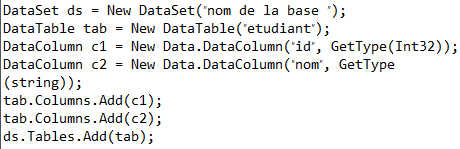 DataSet ds = New DataSet("nom de la base ");
DataTable tab = New DataTable("etudiant");
DataColumn c1 = New Data.DataColumn("id", GetType(Int32));
DataColumn c2 = New Data.DataColumn("nom", GetType
(string));
tab.Columns.Add(c1);
tab.Columns.Add(c2);
ds.Tables.Add(tab);